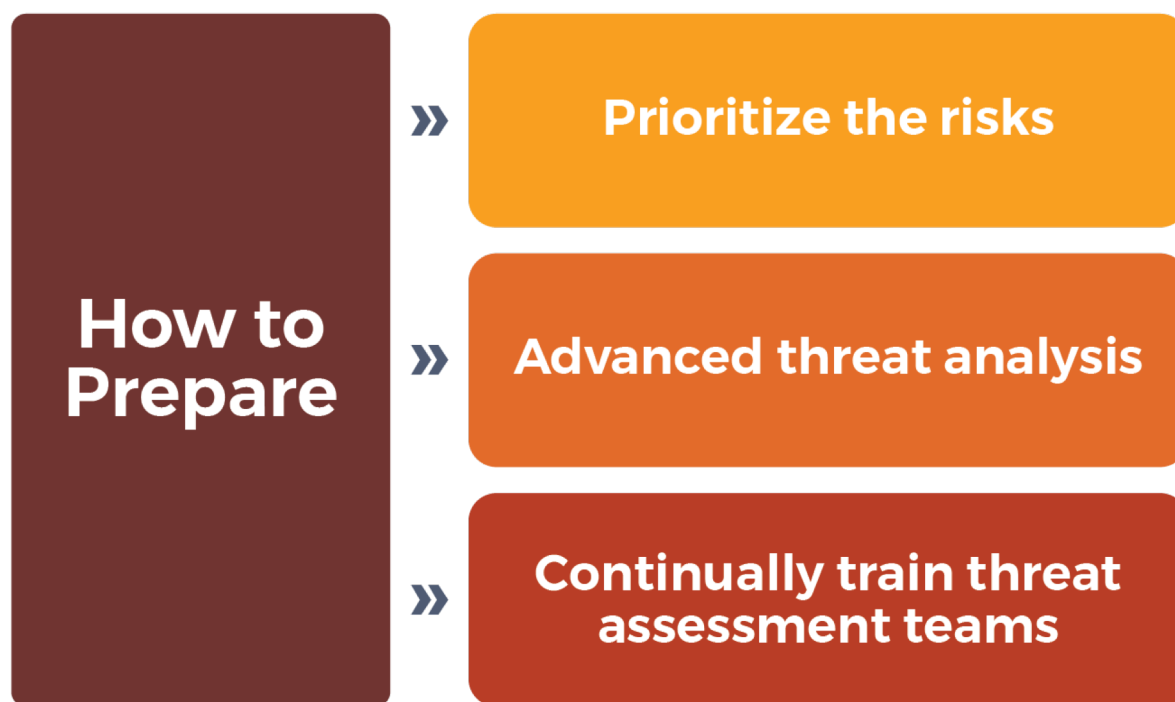 How to
Prepare
Prioritize the risks
Advanced threat analysis
Continually train threat
assessment teams